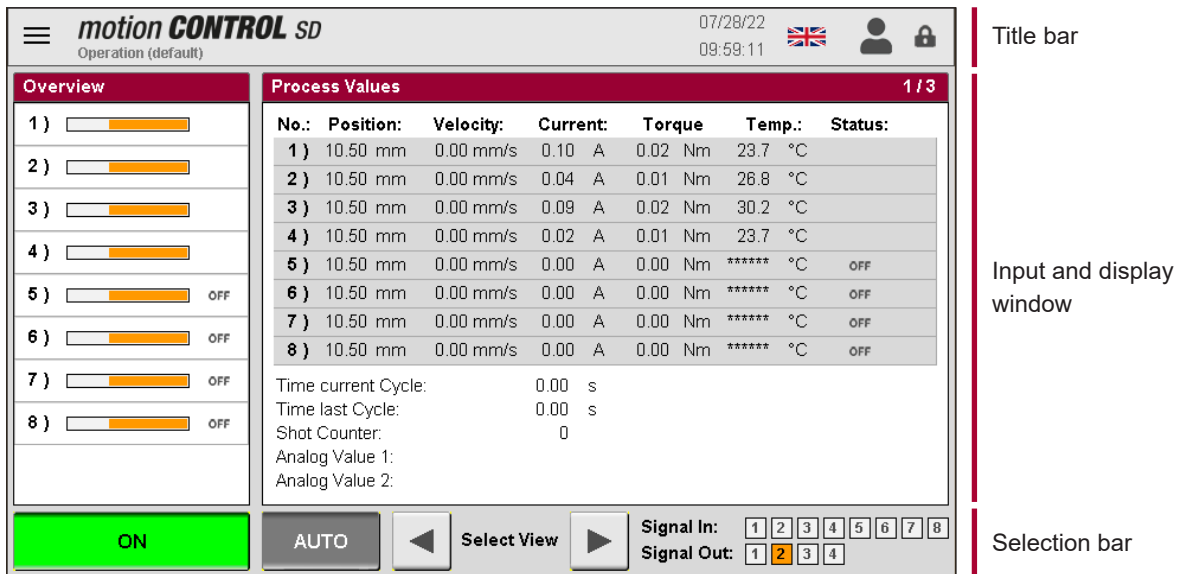 motion CONTROL SD
Operation (default)
07/28/22
09:59:11
Title bar
Overview
1 )
2 )
3 )
4 )
5 ) OFF
6 ) OFF
7 ) OFF
8 ) OFF
Process Values 1 / 3
No.: Position: Velocity: Current: Torque Temp.: Status:
1 ) 10.50 mm 0.00 mm/s 0.10 A 0.02 Nm 23.7 °C
2 ) 10.50 mm 0.00 mm/s 0.04 A 0.01 Nm 26.8 °C
3 ) 10.50 mm 0.00 mm/s 0.09 A 0.02 Nm 30.2 °C
4 ) 10.50 mm 0.00 mm/s 0.02 A 0.01 Nm 23.7 °C
5 ) 10.50 mm 0.00 mm/s 0.00 A 0.00 Nm ****** °C OFF
6 ) 10.50 mm 0.00 mm/s 0.00 A 0.00 Nm ****** °C OFF
7 ) 10.50 mm 0.00 mm/s 0.00 A 0.00 Nm ****** °C OFF
8 ) 10.50 mm 0.00 mm/s 0.00 A 0.00 Nm ****** °C OFF
Time current Cycle: 0.00 s
Time last Cycle: 0.00 s
Shot Counter: 0
Analog Value 1:
Analog Value 2:
Input and display
window
ON
AUTO
Select View
Signal In: 1 2 3 4 5 6 7 8
Signal Out: 1 2 3 4
Selection bar